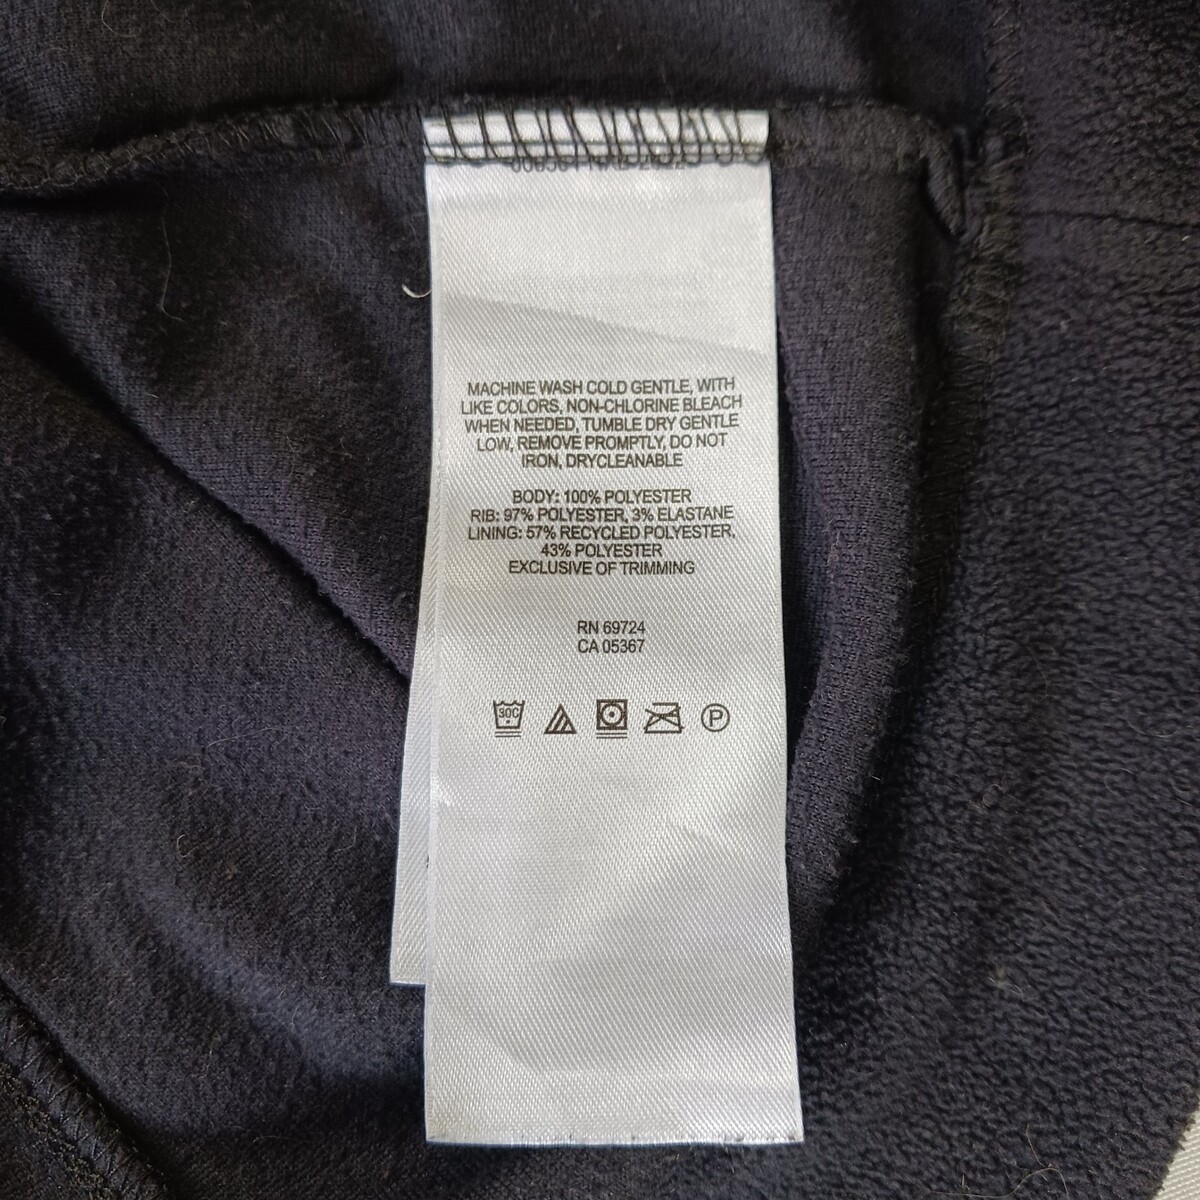 MACHINE WASH COLD GENTLE, WITH
LIKE COLORS, NON-CHLORINE BLEACH
WHEN NEEDED, TUMBLE DRY GENTLE
LOW, REMOVE PROMPTLY, DO NOT
IRON, DRYCLEANABLE
BODY: 100% POLYESTER
RIB: 97% POLYESTER, 3% ELASTANE
LINING: 57% RECYCLED POLYESTER,
43% POLYESTER
EXCLUSIVE OF TRIMMING
RN 69724
CA 05367
30C P